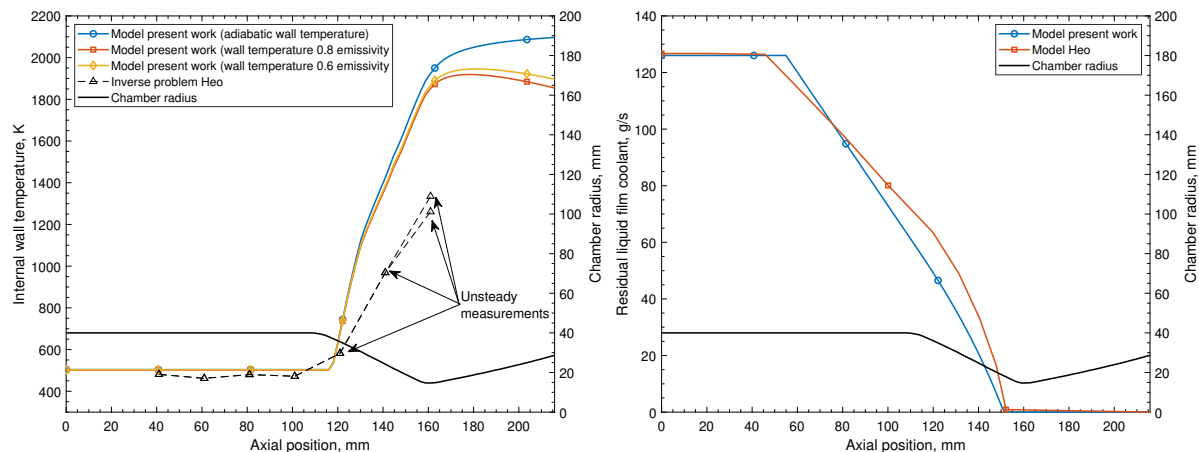 2200
2000
1800
1600
1400
1200
1000
800
600
400
200
180
160
140
120
100
80
60
40
20
0
0 20 40 60 80 100 120 140 160 180 200
Internal wall temperature, K
Axial position, mm
Chamber radius, mm
Model present work (adiabatic wall temperature)
Model present work (wall temperature 0.8 emissivity
Model present work (wall temperature 0.6 emissivity
Inverse problem Heo
Chamber radius
Unsteady
measurements
140
120
100
80
60
40
20
0
200
180
160
140
120
100
80
60
40
20
0
0 20 40 60 80 100 120 140 160 180 200
Residual liquid film coolant, g/s
Axial position, mm
Chamber radius, mm
Model present work
Model Heo
Chamber radius